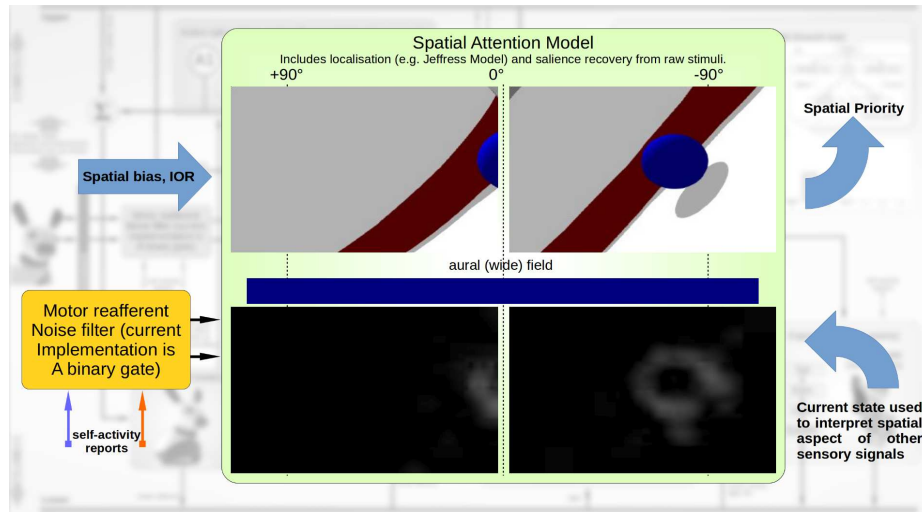 Spatial Attention Model
Includes localisation (e.g. Jeffress Model) and salience recovery from raw stimuli.
+90°
0°
-90°
Spatial Priority
Spatial bias, IOR
aural (wide) field
Motor reafferent
Noise filter (current
Implementation is
A binary gate)
self-activity
reports
Current state used
to interpret spatial
aspect of other
sensory signals